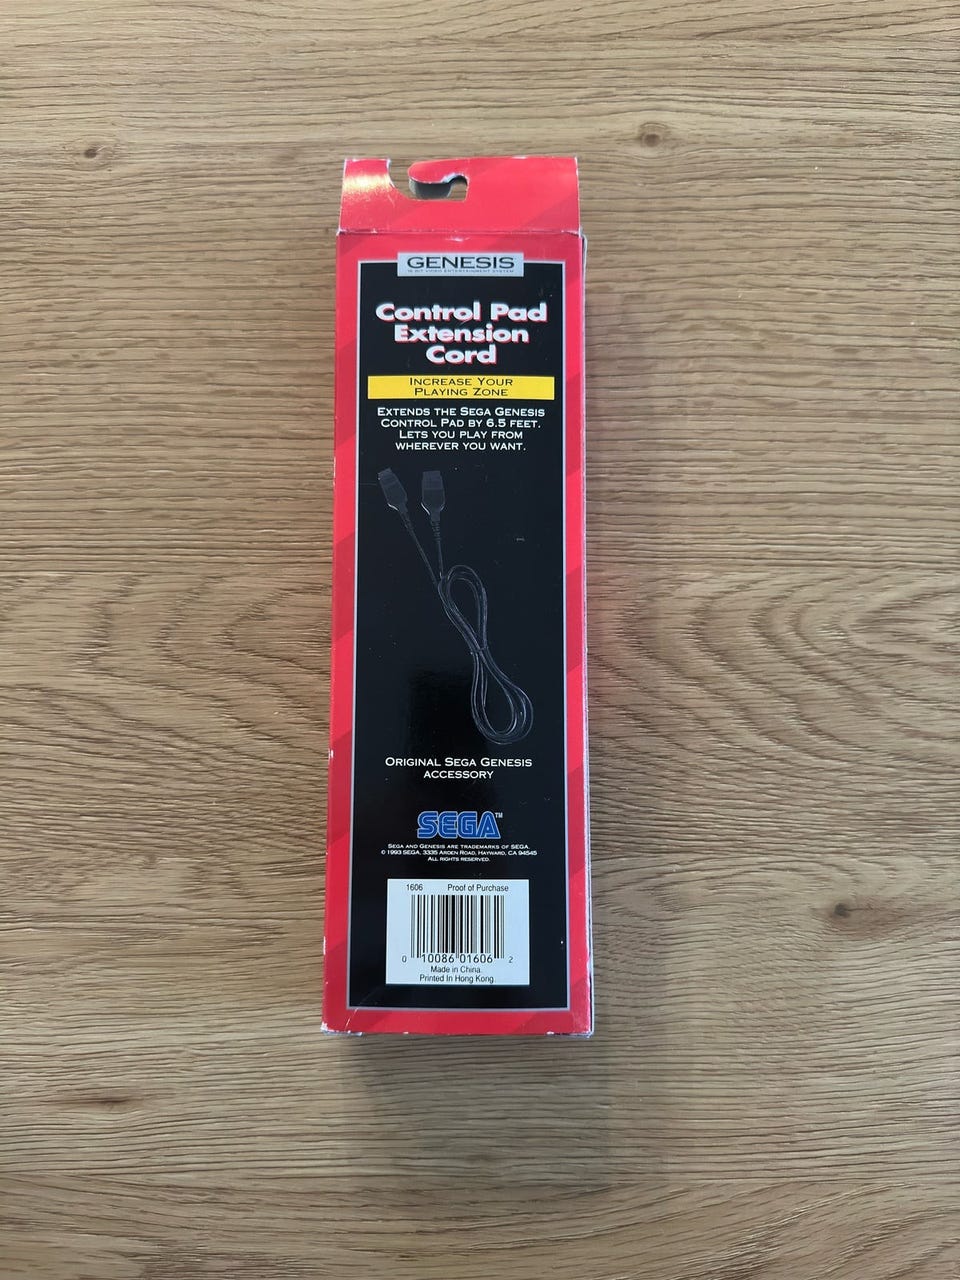 GENESIS
16-BIT VIDEO ENTERTAINMENT SYSTEM
Control Pad
Extension
Cord
INCREASE YOUR
PLAYING ZONE
EXTENDS THE SEGA GENESIS
CONTROL PAD BY 6.5 FEET.
LETS YOU PLAY FROM
WHEREVER YOU WANT.
ORIGINAL SEGA GENESIS
ACCESSORY
SEGA™
SEGA AND GENESIS ARE TRADEMARKS OF SEGA.
© 1993 SEGA, 3335 ARDEN ROAD, HAYWARD, CA 94545
ALL RIGHTS RESERVED.
1606 Proof of Purchase
0 10086 01606 2
Made in China.
Printed In Hong Kong.